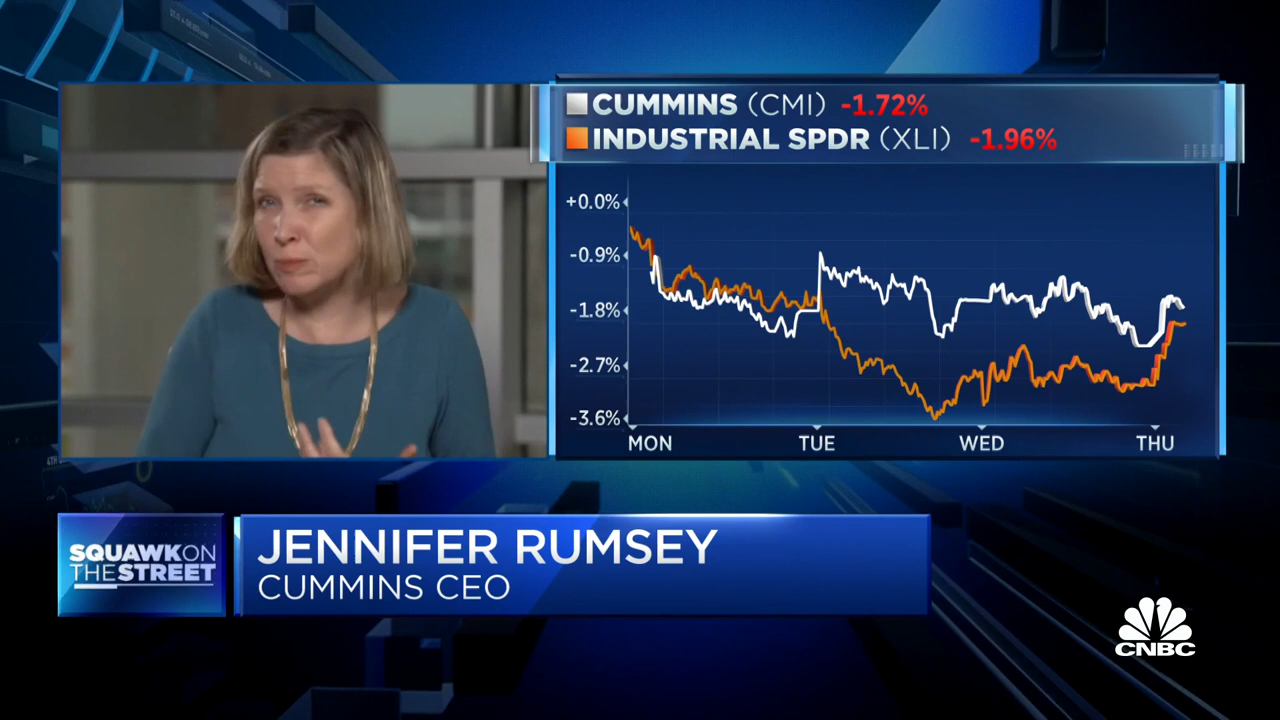 CUMMINS (CMI) -1.72%
INDUSTRIAL SPDR (XLI) -1.96%
+0.0%
-0.9%
-1.8%
-2.7%
-3.6%
MON TUE WED THU
SQUAWK ON
THE STREET
JENNIFER RUMSEY
CUMMINS CEO
CNBC